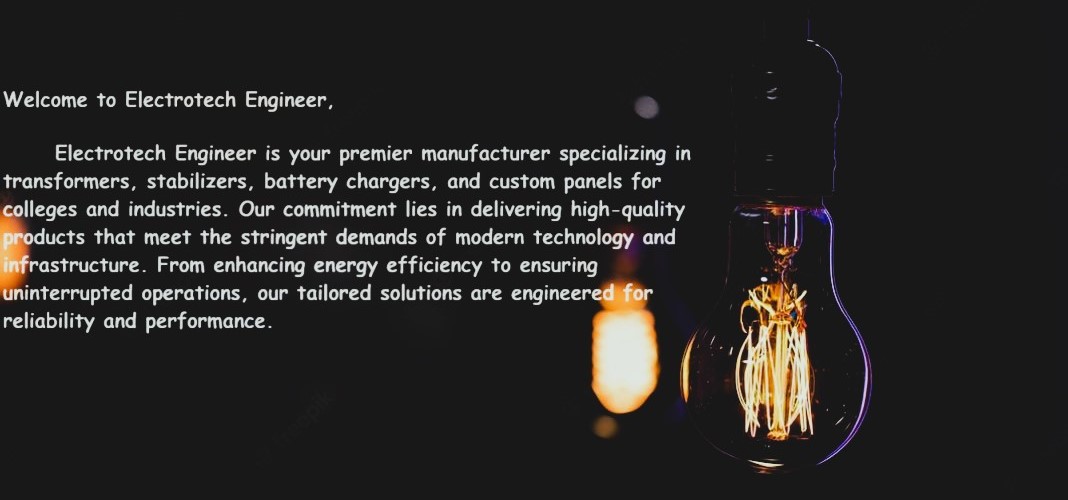 Welcome to Electrotech Engineer,
Electrotech Engineer is your premier manufacturer specializing in
transformers, stabilizers, battery chargers, and custom panels for
colleges and industries. Our commitment lies in delivering high-quality
products that meet the stringent demands of modern technology and
infrastructure. From enhancing energy efficiency to ensuring
uninterrupted operations, our tailored solutions are engineered for
reliability and performance.